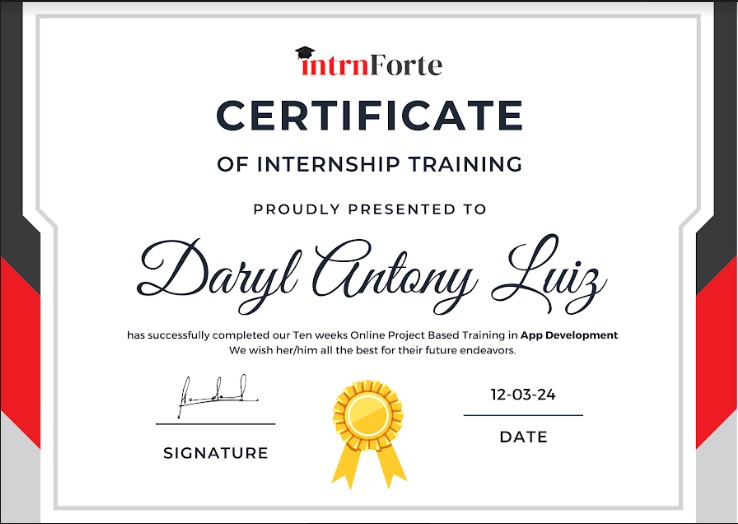 intrnForte
CERTIFICATE
OF INTERNSHIP TRAINING
PROUDLY PRESENTED TO
Daryl Antony Luiz
has successfully completed our Ten weeks Online Project Based Training in App Development
We wish her/him all the best for their future endeavors.
12-03-24
SIGNATURE
DATE